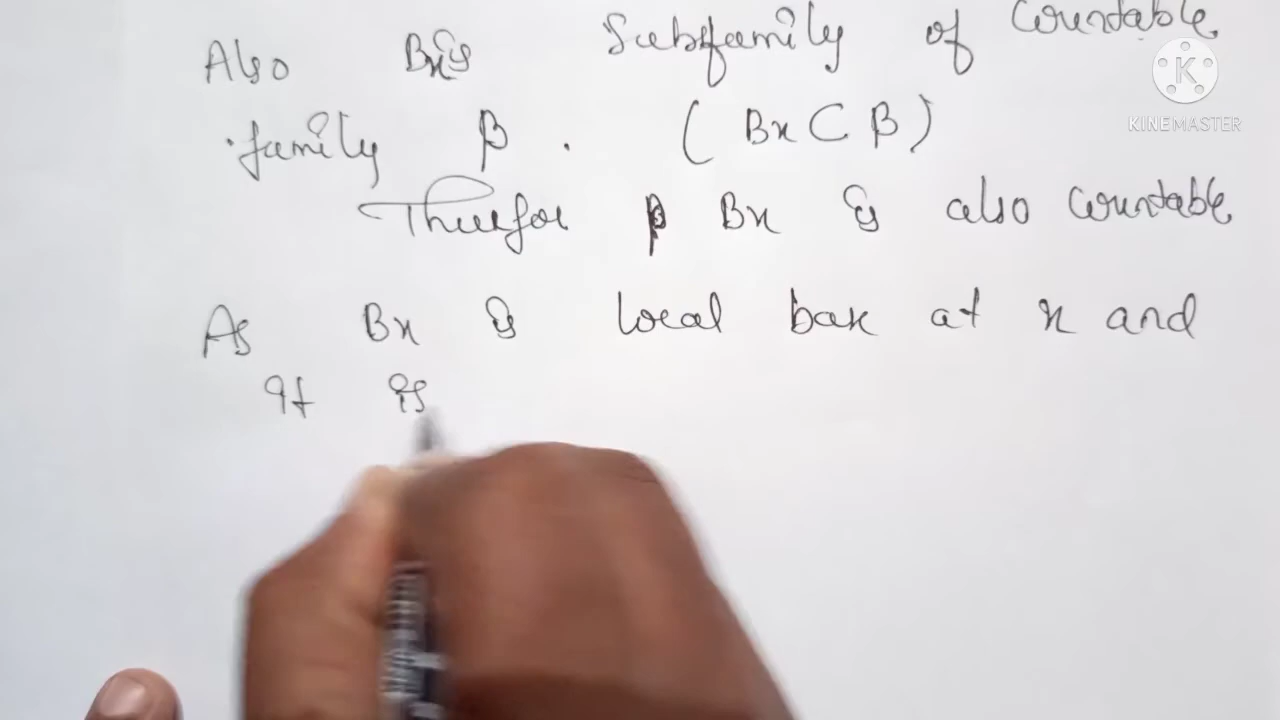 Also Bx is Subfamily of Countable
family β. (Bx ⊂ β)
Therefor Bx is also Countable
As Bx is local base at x and
it is
KINEMASTER